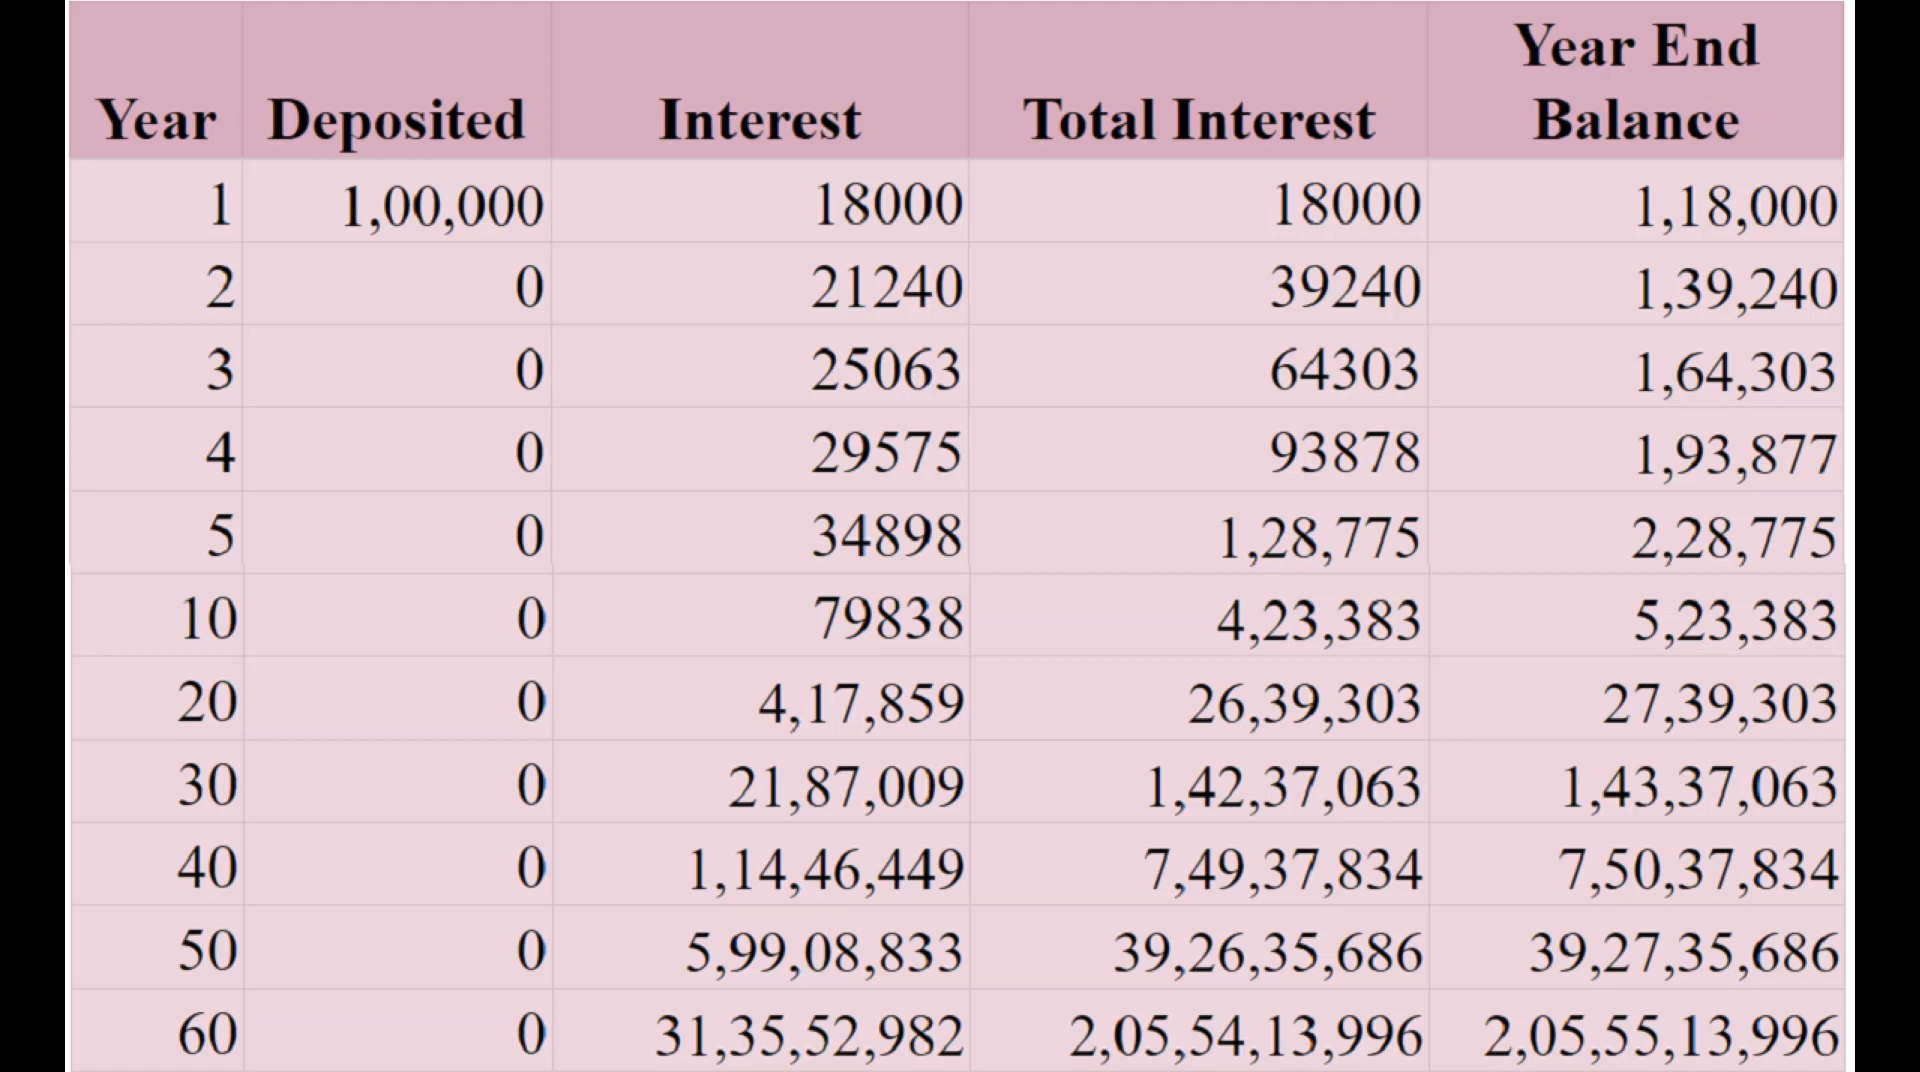 Year Deposited Interest Total Interest Year End Balance
1 1,00,000 18000 18000 1,18,000
2 0 21240 39240 1,39,240
3 0 25063 64303 1,64,303
4 0 29575 93878 1,93,877
5 0 34898 1,28,775 2,28,775
10 0 79838 4,23,383 5,23,383
20 0 4,17,859 26,39,303 27,39,303
30 0 21,87,009 1,42,37,063 1,43,37,063
40 0 1,14,46,449 7,49,37,834 7,50,37,834
50 0 5,99,08,833 39,26,35,686 39,27,35,686
60 0 31,35,52,982 2,05,54,13,996 2,05,55,13,996